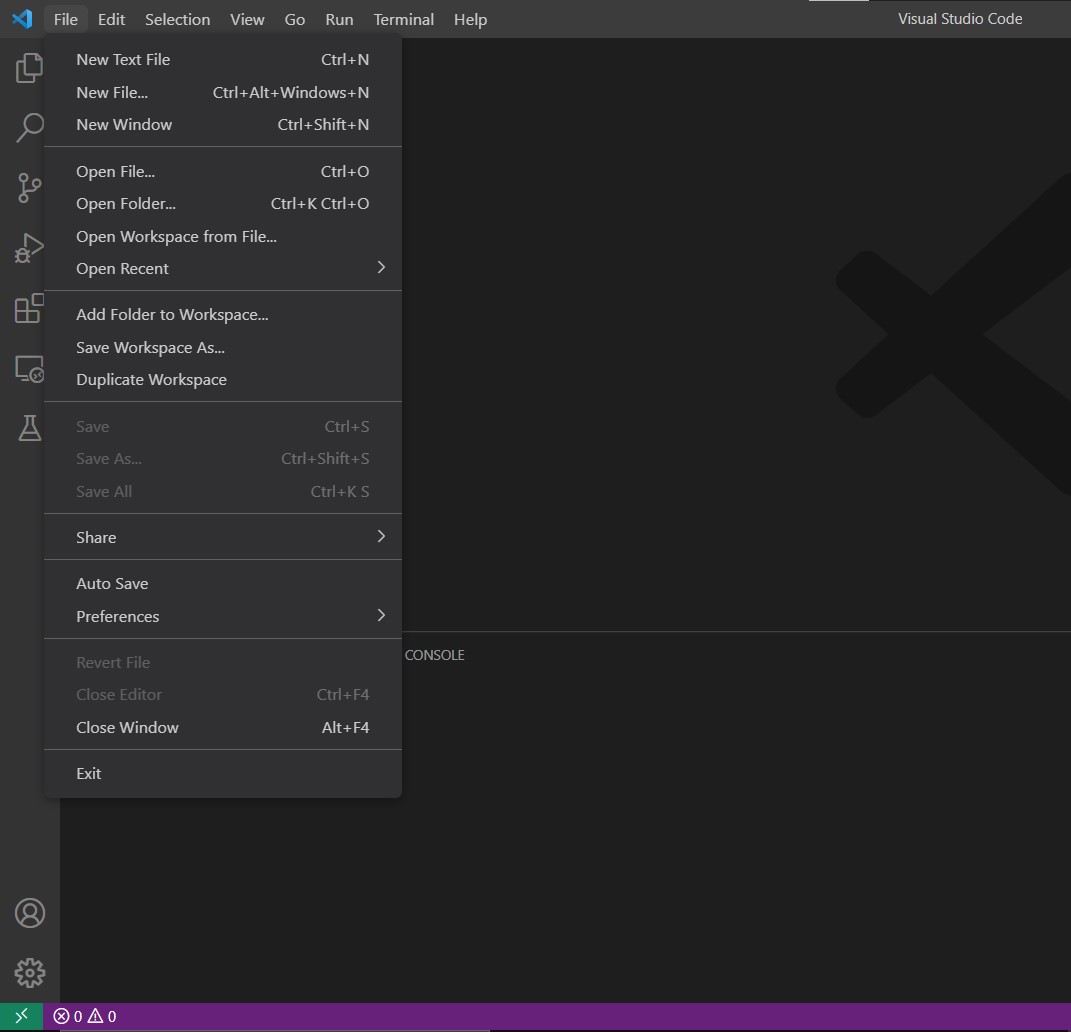 File Edit Selection View Go Run Terminal Help Visual Studio Code
New Text File Ctrl+N
New File... Ctrl+Alt+Windows+N
New Window Ctrl+Shift+N
Open File... Ctrl+O
Open Folder... Ctrl+K Ctrl+O
Open Workspace from File...
Open Recent
Add Folder to Workspace...
Save Workspace As...
Duplicate Workspace
Save Ctrl+S
Save As... Ctrl+Shift+S
Save All Ctrl+K S
Share
Auto Save
Preferences
CONSOLE
Revert File
Close Editor Ctrl+F4
Close Window Alt+F4
Exit
0 0